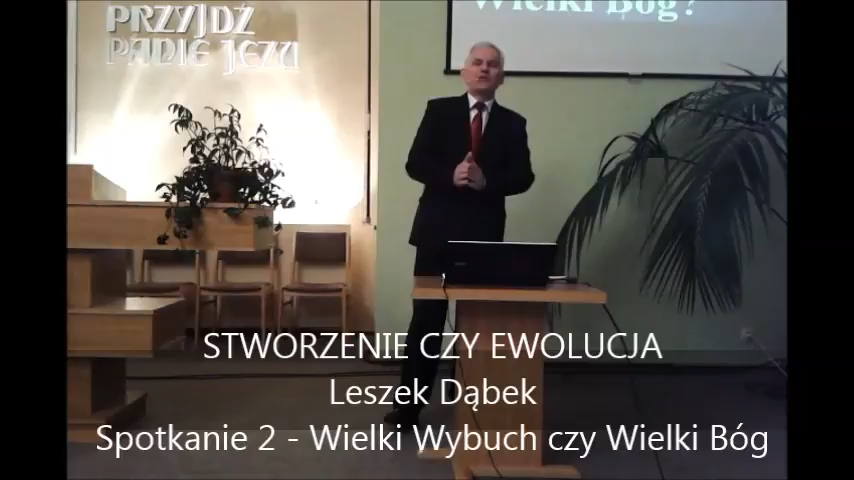 PRZYJDŹ
PANIE JEZU
Wielki Bóg?
STWORZENIE CZY EWOLUCJA
Leszek Dąbek
Spotkanie 2 - Wielki Wybuch czy Wielki Bóg